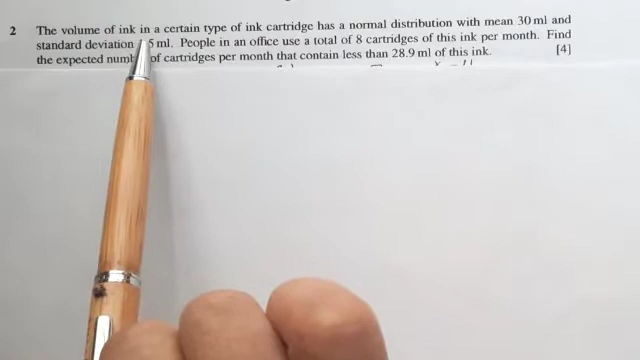 2 The volume of ink in a certain type of ink cartridge has a normal distribution with mean 30 ml and
standard deviation 5 ml. People in an office use a total of 8 cartridges of this ink per month. Find
the expected of cartridges per month that contain less than 28.9 ml of this ink. [4]